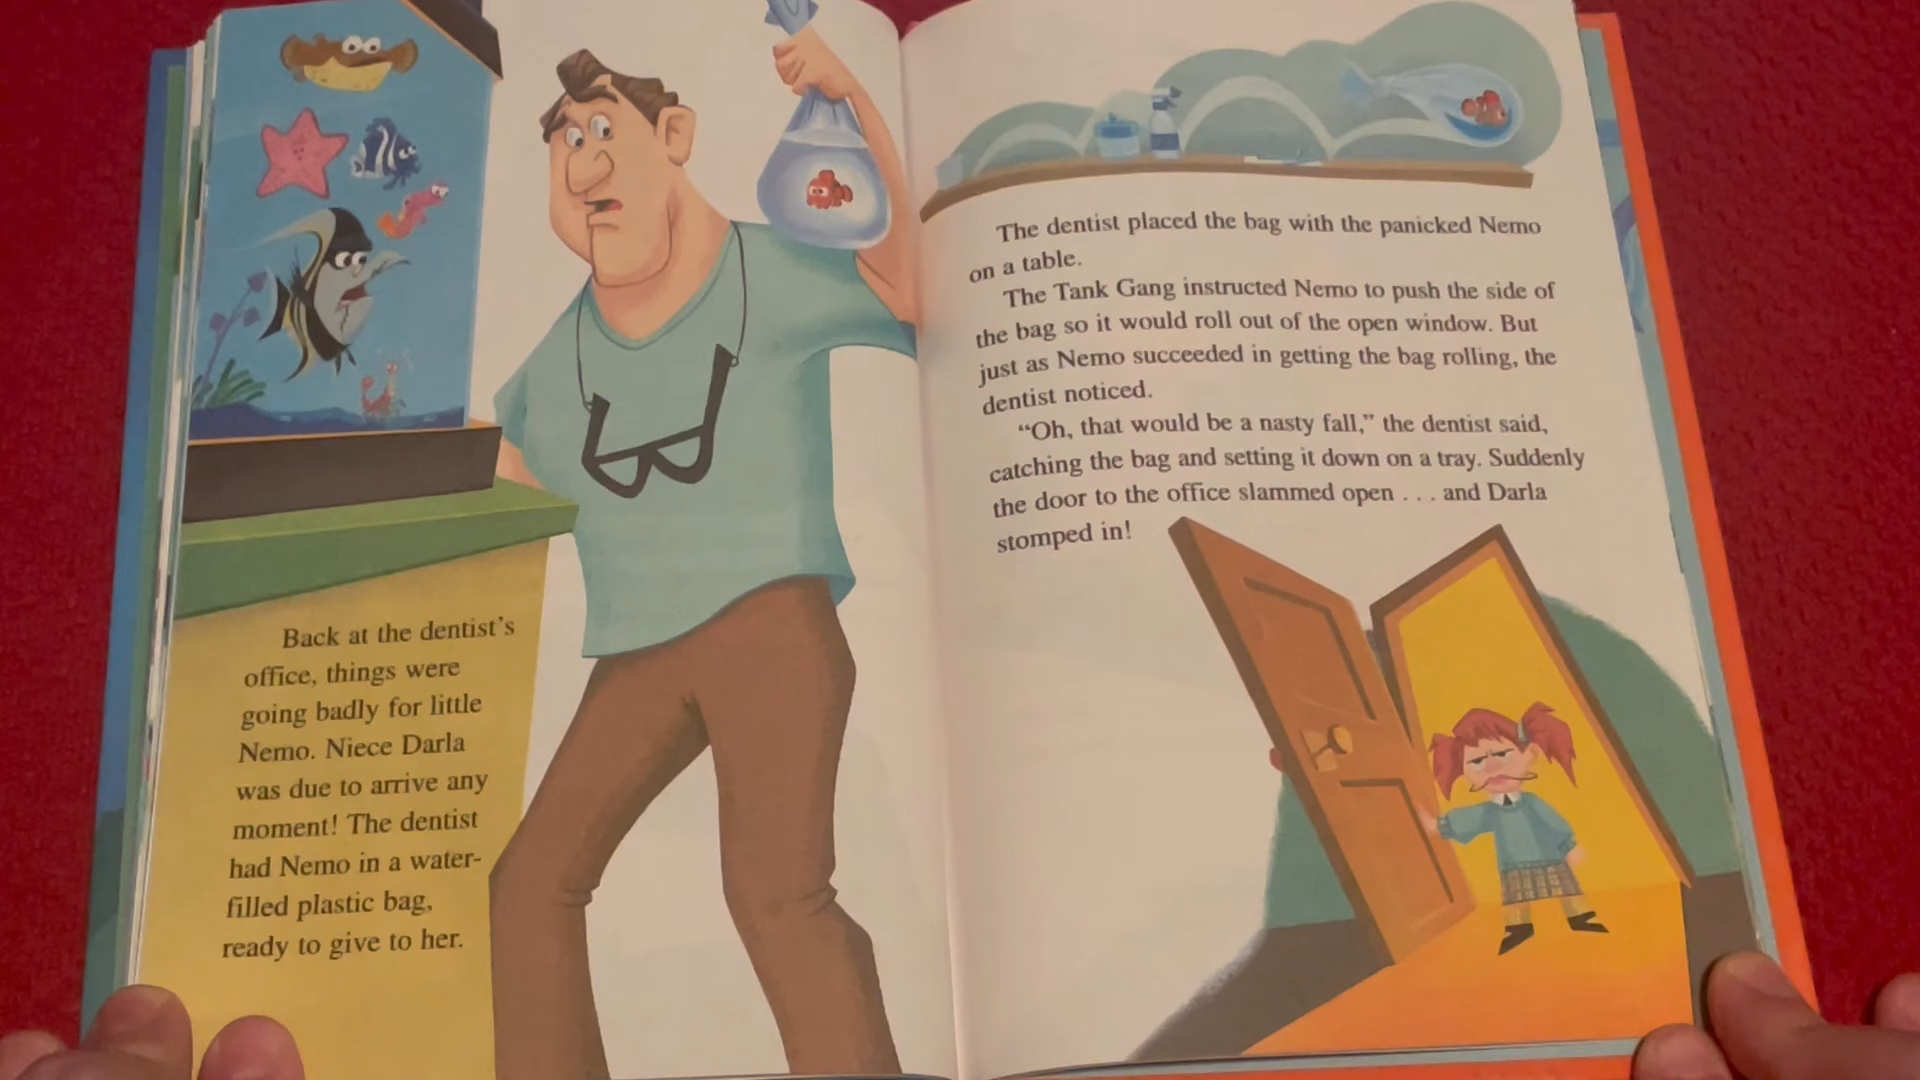 Back at the dentist's
office, things were
going badly for little
Nemo. Niece Darla
was due to arrive any
moment! The dentist
had Nemo in a water-
filled plastic bag,
ready to give to her.
The dentist placed the bag with the panicked Nemo
on a table.
The Tank Gang instructed Nemo to push the side of
the bag so it would roll out of the open window. But
just as Nemo succeeded in getting the bag rolling, the
dentist noticed.
“Oh, that would be a nasty fall,” the dentist said,
catching the bag and setting it down on a tray. Suddenly
the door to the office slammed open . . . and Darla
stomped in!